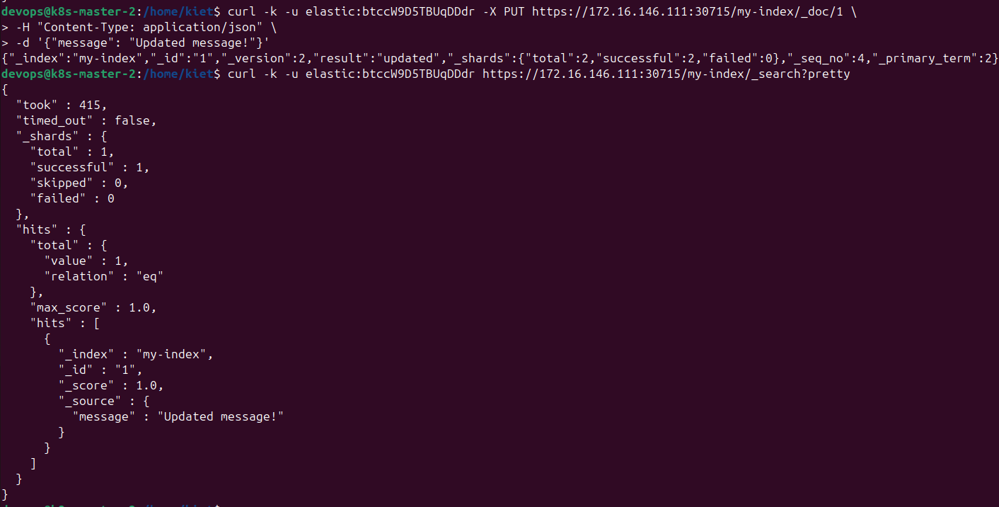 devops@k8s-master-2:/home/kiet$ curl -k -u elastic:btccW9D5TBUqDDdr -X PUT https://172.16.146.111:30715/my-index/_doc/1 \
> -H "Content-Type: application/json" \
> -d '{"message": "Updated message!"}'
{"_index":"my-index","_id":"1","_version":2,"result":"updated","_shards":{"total":2,"successful":2,"failed":0},"_seq_no":4,"_primary_term":2}
devops@k8s-master-2:/home/kiet$ curl -k -u elastic:btccW9D5TBUqDDdr https://172.16.146.111:30715/my-index/_search?pretty
{
  "took" : 415,
  "timed_out" : false,
  "_shards" : {
    "total" : 1,
    "successful" : 1,
    "skipped" : 0,
    "failed" : 0
  },
  "hits" : {
    "total" : {
      "value" : 1,
      "relation" : "eq"
    },
    "max_score" : 1.0,
    "hits" : [
      {
        "_index" : "my-index",
        "_id" : "1",
        "_score" : 1.0,
        "_source" : {
          "message" : "Updated message!"
        }
      }
    ]
  }
}